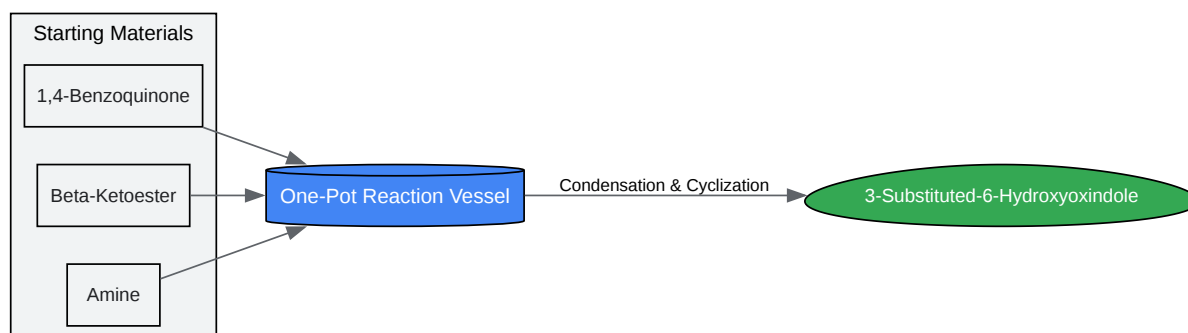 Starting Materials
1,4-Benzoquinone
Beta-Ketoester
Amine
One-Pot Reaction Vessel
Condensation & Cyclization
3-Substituted-6-Hydroxyoxindole